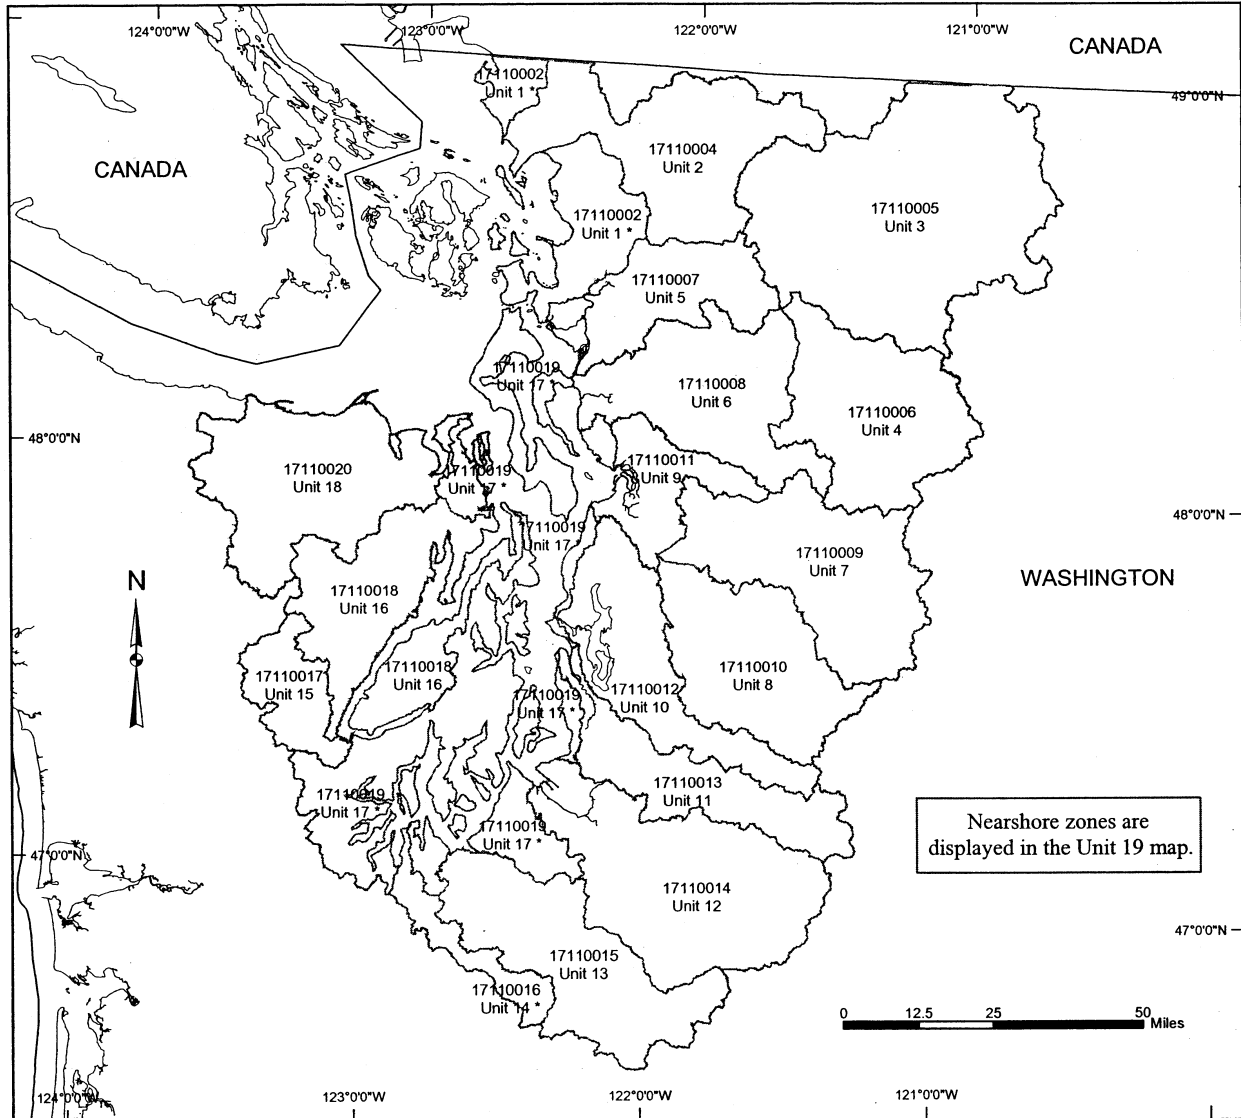 124°0'0"W
123°0'0"W
122°0'0"W
121°0'0"W
CANADA
17110002
Unit 1 *
49°0'0"N
17110004
Unit 2
CANADA
17110002
Unit 1 *
17110005
Unit 3
17110007
Unit 5
17110019
Unit 17 *
17110008
Unit 6
17110006
Unit 4
48°0'0"N
17110020
Unit 18
17110019
Unit 17 *
17110011
Unit 9
48°0'0"N
17110019
Unit 17
17110009
Unit 7
N
WASHINGTON
17110018
Unit 16
17110017
Unit 15
17110018
Unit 16
17110010
Unit 8
17110019
Unit 17 *
17110012
Unit 10
17110013
Unit 11
17110019
Unit 17 *
17110019
Unit 17 *
Nearshore zones are
displayed in the Unit 19 map.
47°0'0"N
17110014
Unit 12
47°0'0"N
17110015
Unit 13
17110016
Unit 14 *
0 12.5 25 50
Miles
124°0'0"W
123°0'0"W
122°0'0"W
121°0'0"W